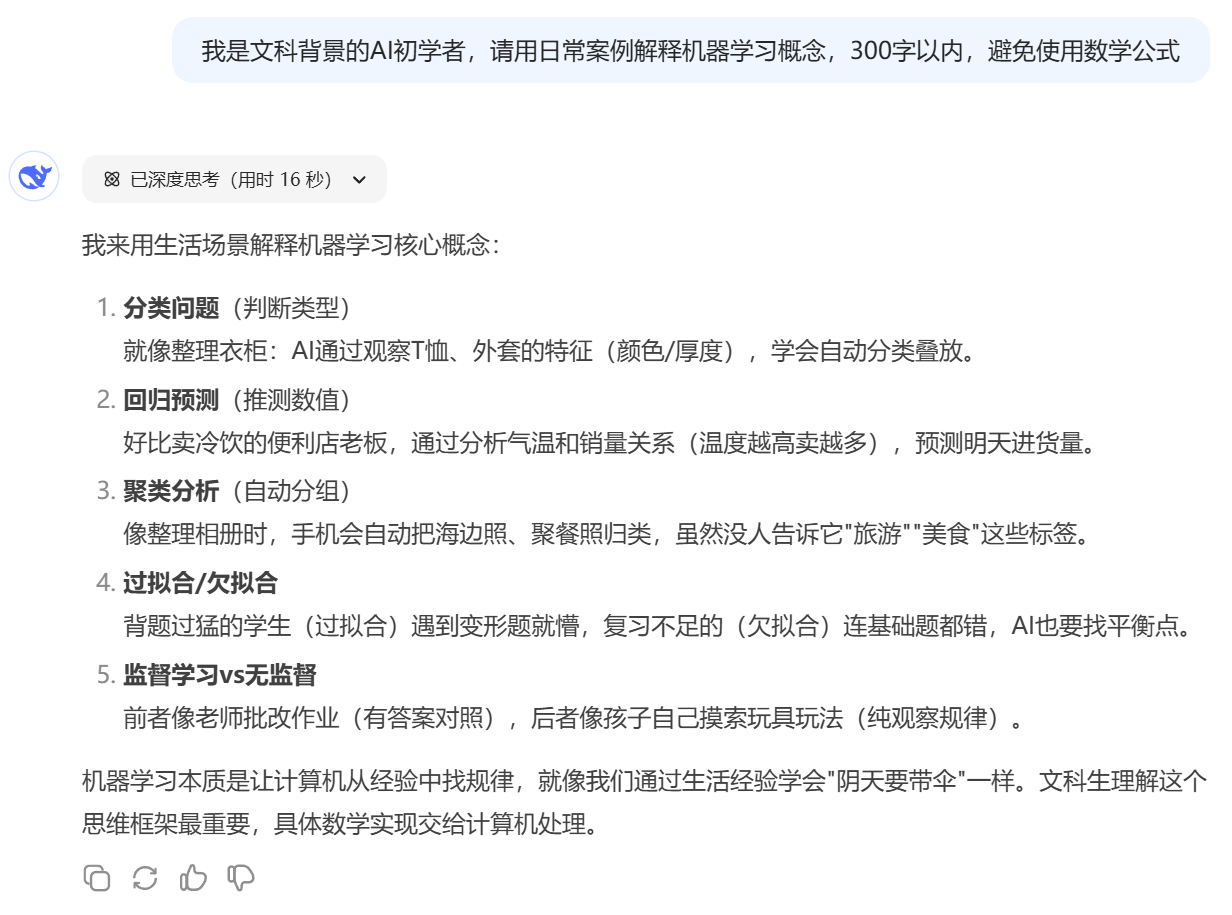 我是文科背景的AI初学者，请用日常案例解释机器学习概念，300字以内，避免使用数学公式
已深度思考（用时 16 秒）
我来用生活场景解释机器学习核心概念：
1. 分类问题（判断类型）
就像整理衣柜：AI通过观察T恤、外套的特征（颜色/厚度），学会自动分类叠放。
2. 回归预测（推测数值）
好比卖冷饮的便利店老板，通过分析气温和销量关系（温度越高卖越多），预测明天进货量。
3. 聚类分析（自动分组）
像整理相册时，手机会自动把海边照、聚餐照归类，虽然没人告诉它"旅游""美食"这些标签。
4. 过拟合/欠拟合
背题过猛的学生（过拟合）遇到变形题就懵，复习不足的（欠拟合）连基础题都错，AI也要找平衡点。
5. 监督学习vs无监督
前者像老师批改作业（有答案对照），后者像孩子自己摸索玩具玩法（纯观察规律）。
机器学习本质是让计算机从经验中找规律，就像我们通过生活经验学会"阴天要带伞"一样。文科生理解这个
思维框架最重要，具体数学实现交给计算机处理。